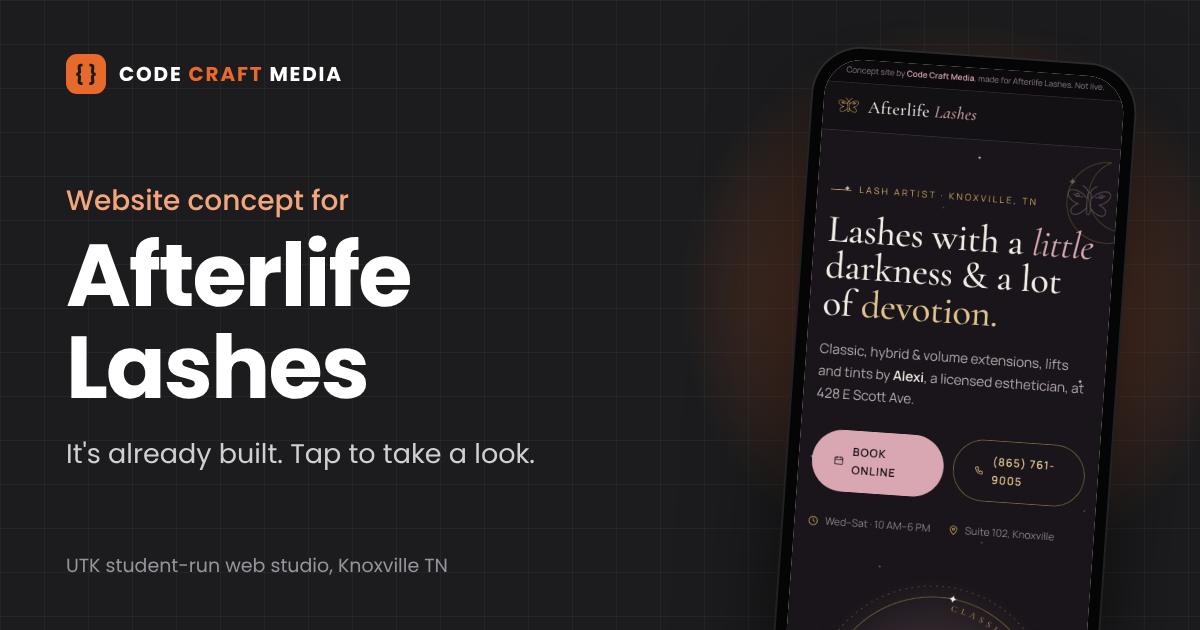 { } CODE CRAFT MEDIA
Website concept for
Afterlife
Lashes
It's already built. Tap to take a look.
UTK student-run web studio, Knoxville TN
Concept site by Code Craft Media, made for Afterlife Lashes. Not live.
Afterlife Lashes
LASH ARTIST · KNOXVILLE, TN
Lashes with a little
darkness & a lot
of devotion.
Classic, hybrid & volume extensions, lifts
and tints by Alexi, a licensed esthetician, at
428 E Scott Ave.
BOOK
ONLINE
(865) 761-
9005
Wed–Sat · 10 AM–6 PM
Suite 102, Knoxville